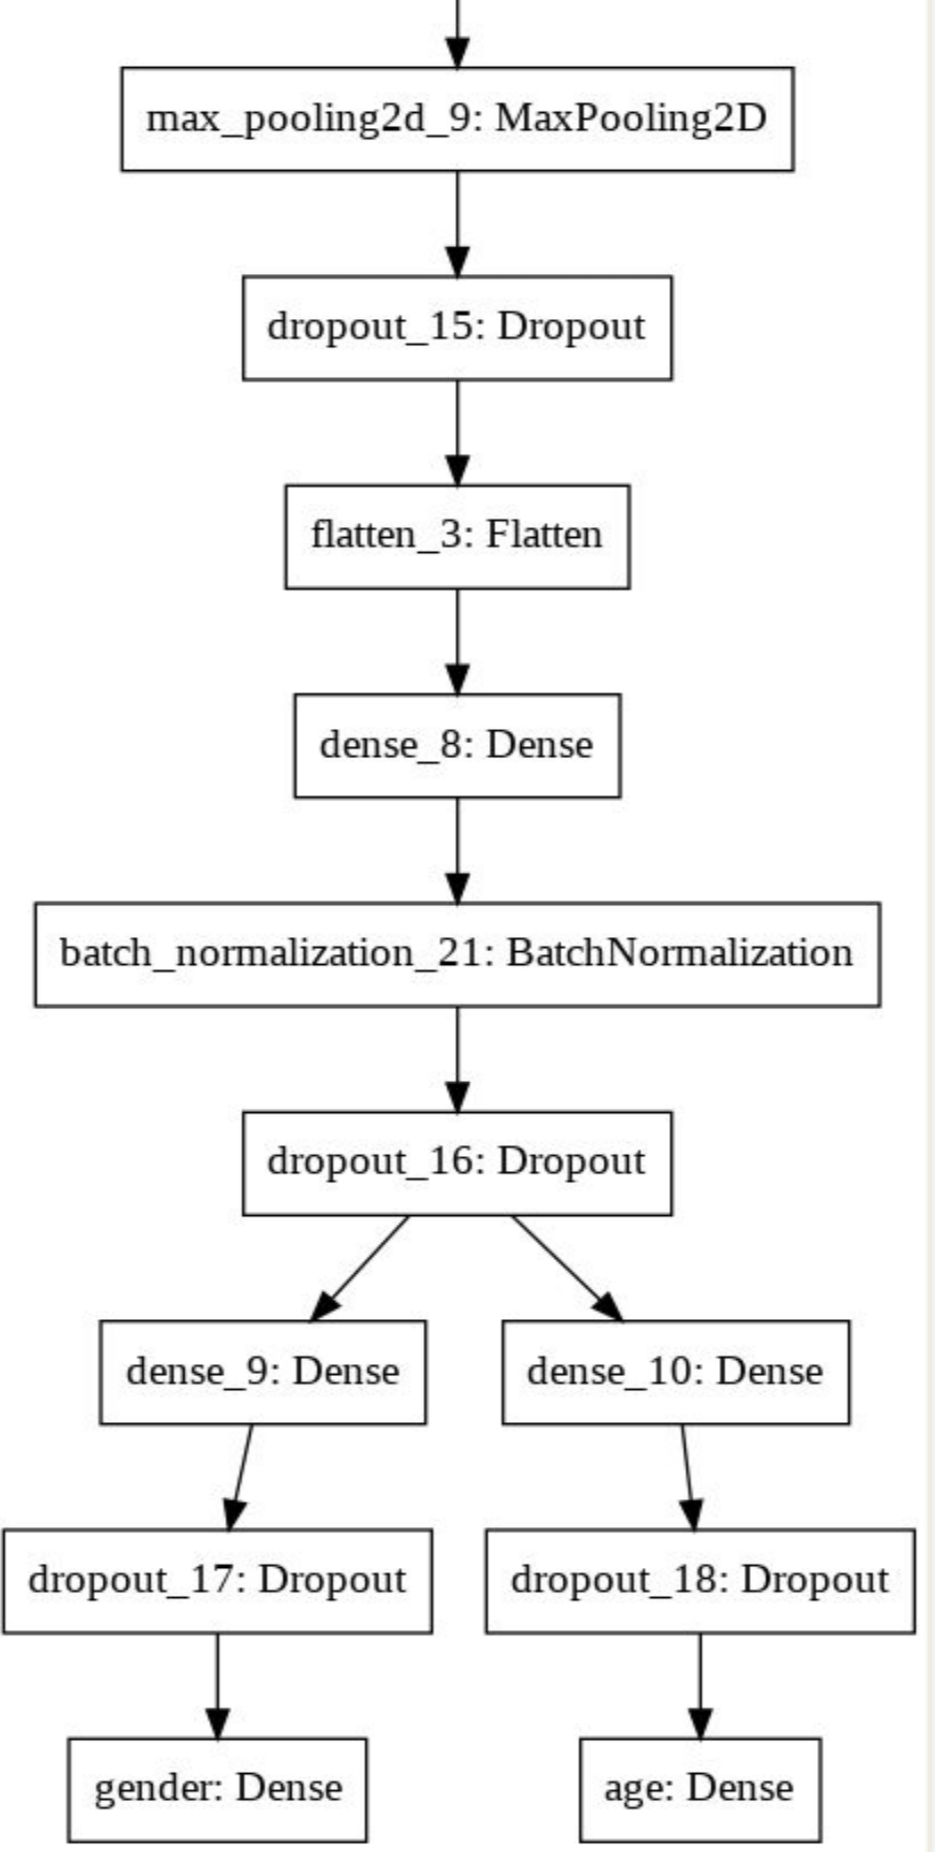 max_pooling2d_9: MaxPooling2D
dropout_15: Dropout
flatten_3: Flatten
dense_8: Dense
batch_normalization_21: BatchNormalization
dropout_16: Dropout
dense_9: Dense
dense_10: Dense
dropout_17: Dropout
dropout_18: Dropout
gender: Dense
age: Dense